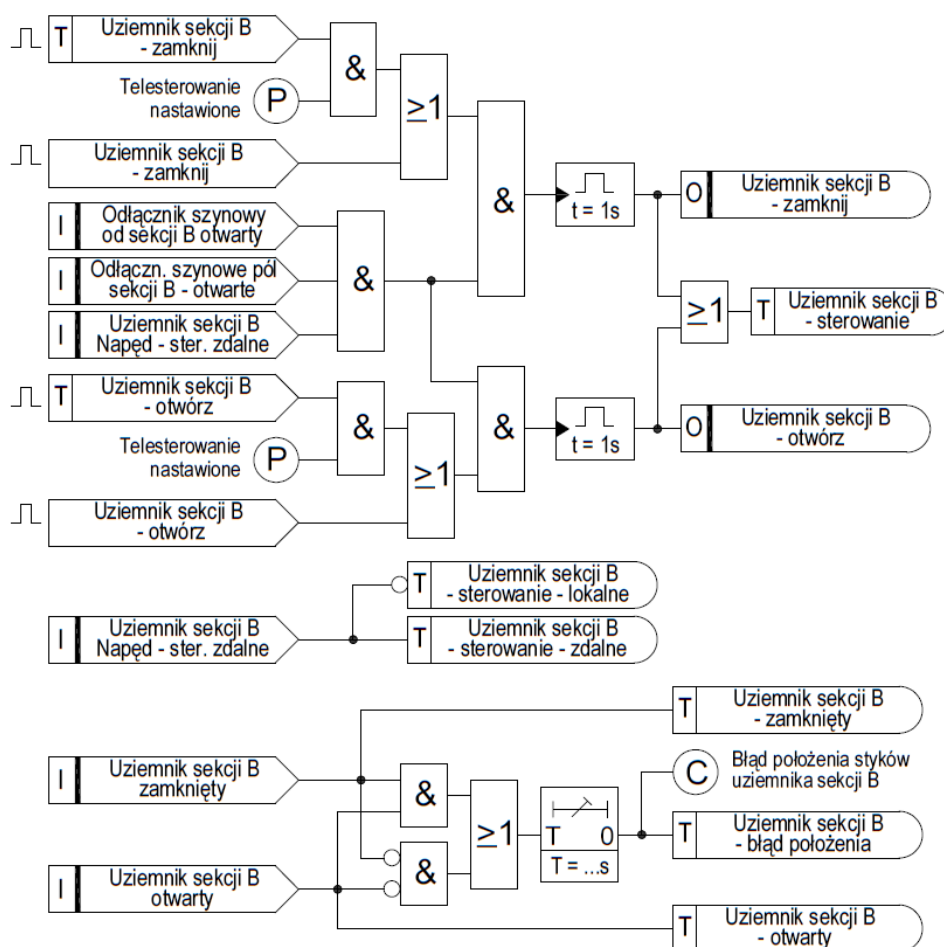 T
Uziemnik sekcji B
- zamknij
Telesterowanie
nastawione
P
&
≥1
Uziemnik sekcji B
- zamknij
I
Odłącznik szynowy
od sekcji B otwarty
I
Odłączn. szynowe pól
sekcji B - otwarte
I
Uziemnik sekcji B
Napęd - ster. zdalne
&
&
t = 1s
O
Uziemnik sekcji B
- zamknij
≥1
T
Uziemnik sekcji B
- sterowanie
T
Uziemnik sekcji B
- otwórz
Telesterowanie
nastawione
P
&
≥1
&
t = 1s
O
Uziemnik sekcji B
- otwórz
Uziemnik sekcji B
- otwórz
T
Uziemnik sekcji B
- sterowanie - lokalne
I
Uziemnik sekcji B
Napęd - ster. zdalne
T
Uziemnik sekcji B
- sterowanie - zdalne
T
Uziemnik sekcji B
- zamknięty
I
Uziemnik sekcji B
zamknięty
&
≥1
T 0
T = ...s
C
Błąd położenia styków
uziemnika sekcji B
T
Uziemnik sekcji B
- błąd położenia
I
Uziemnik sekcji B
otwarty
&
T
Uziemnik sekcji B
- otwarty